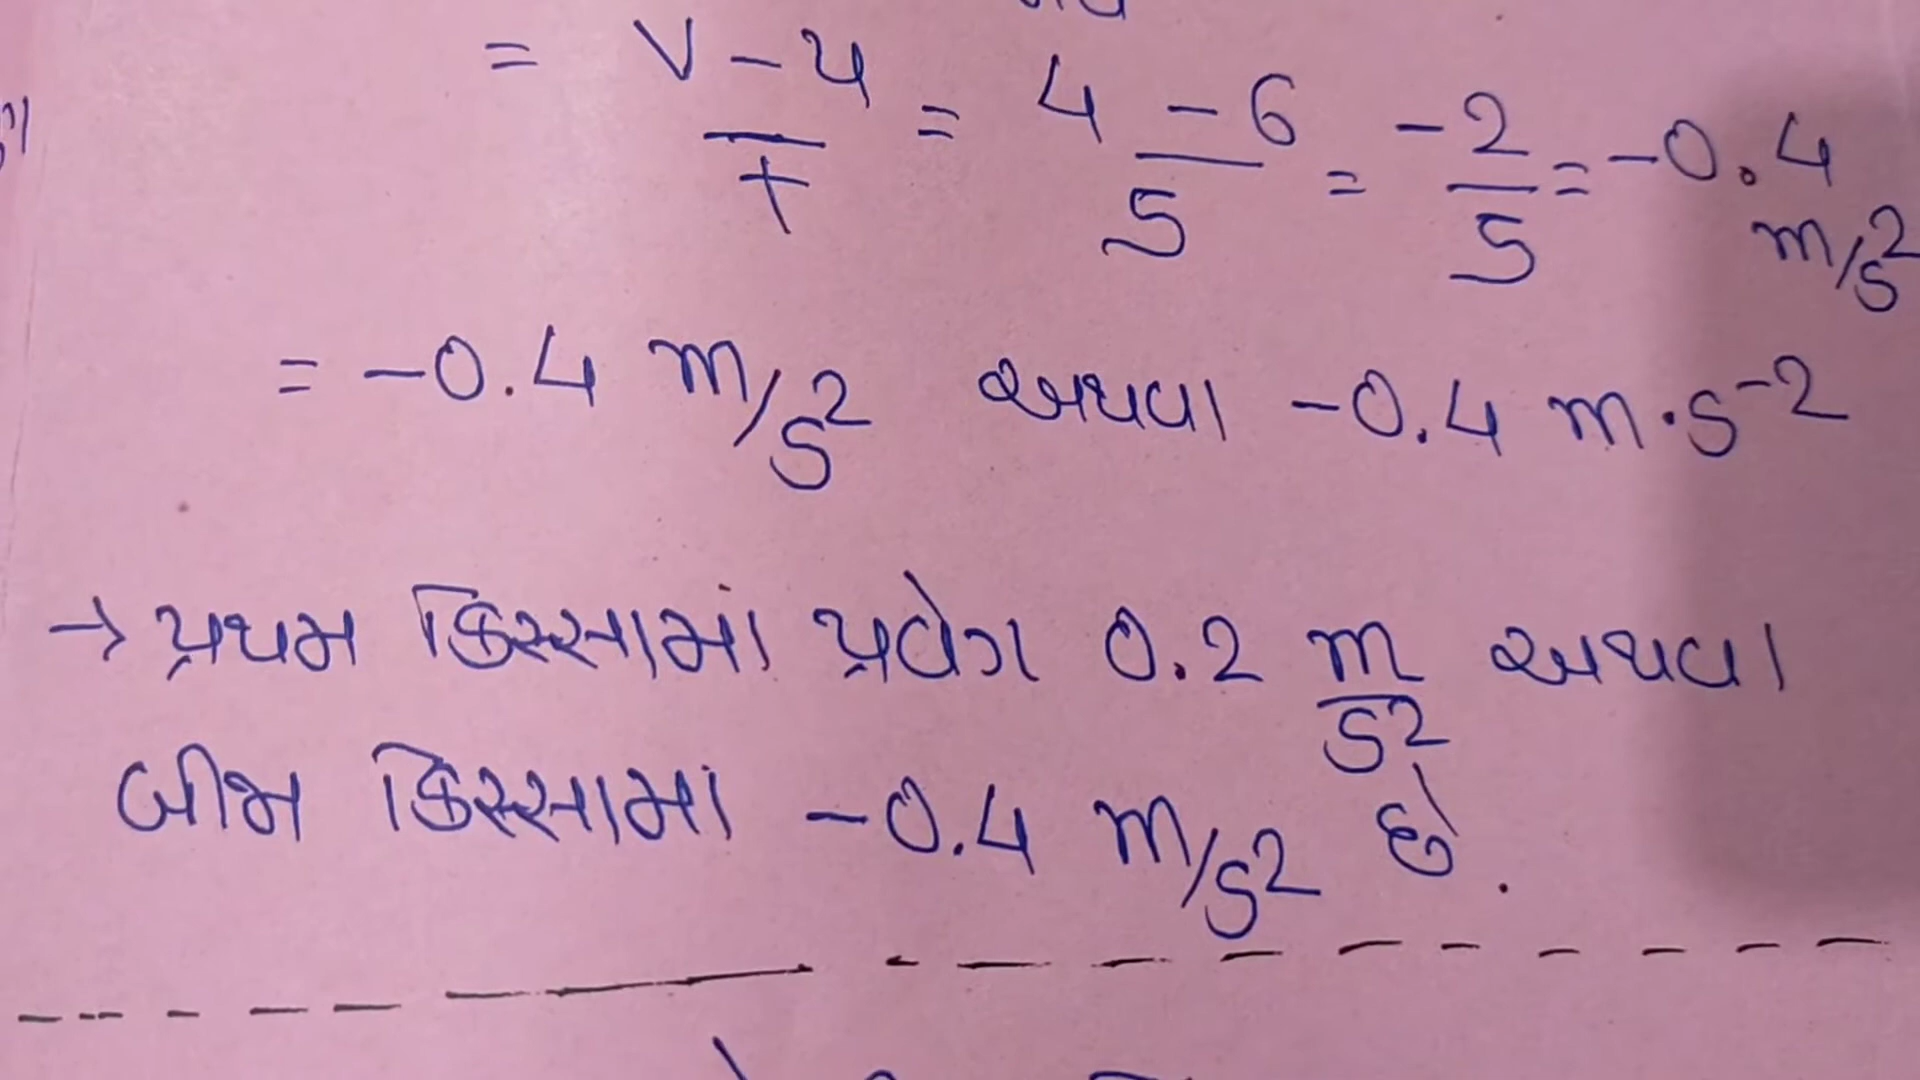 = v - u / t = 4 - 6 / 5 = -2 / 5 = -0.4 m/s²
= -0.4 m/s² અથવા -0.4 m·s⁻²
→ પ્રથમ કિસ્સામાં પ્રવેગ 0.2 m/s² અથવા
બીજા કિસ્સામાં -0.4 m/s² છે.